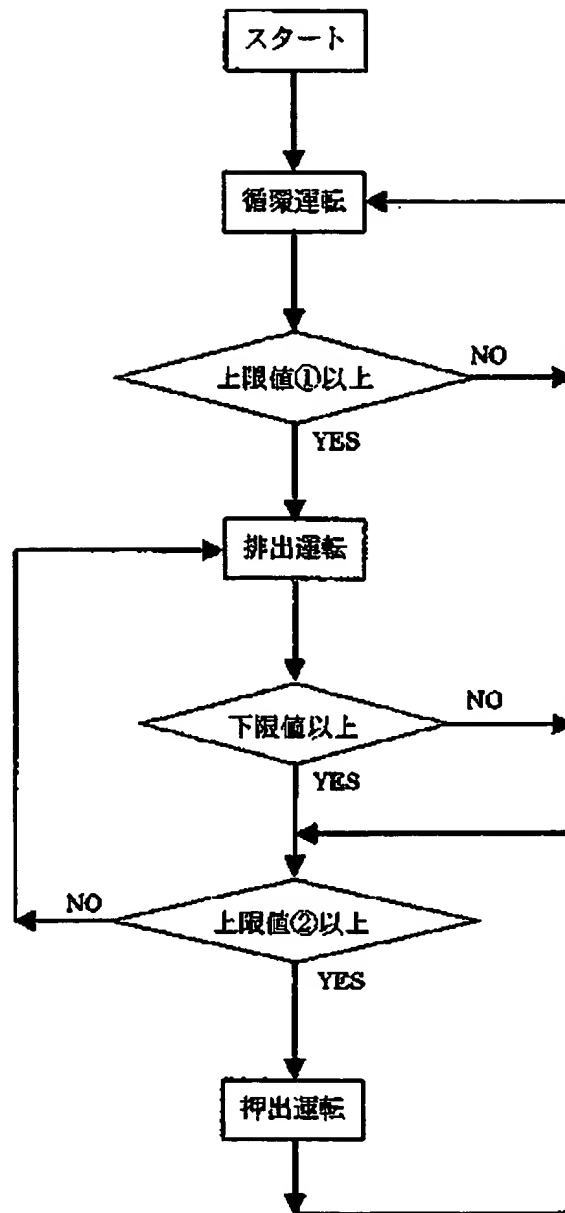 スタート
循環運転
上限値①以上
NO
YES
排出運転
下限値以上
NO
YES
NO
上限値②以上
YES
押出運転